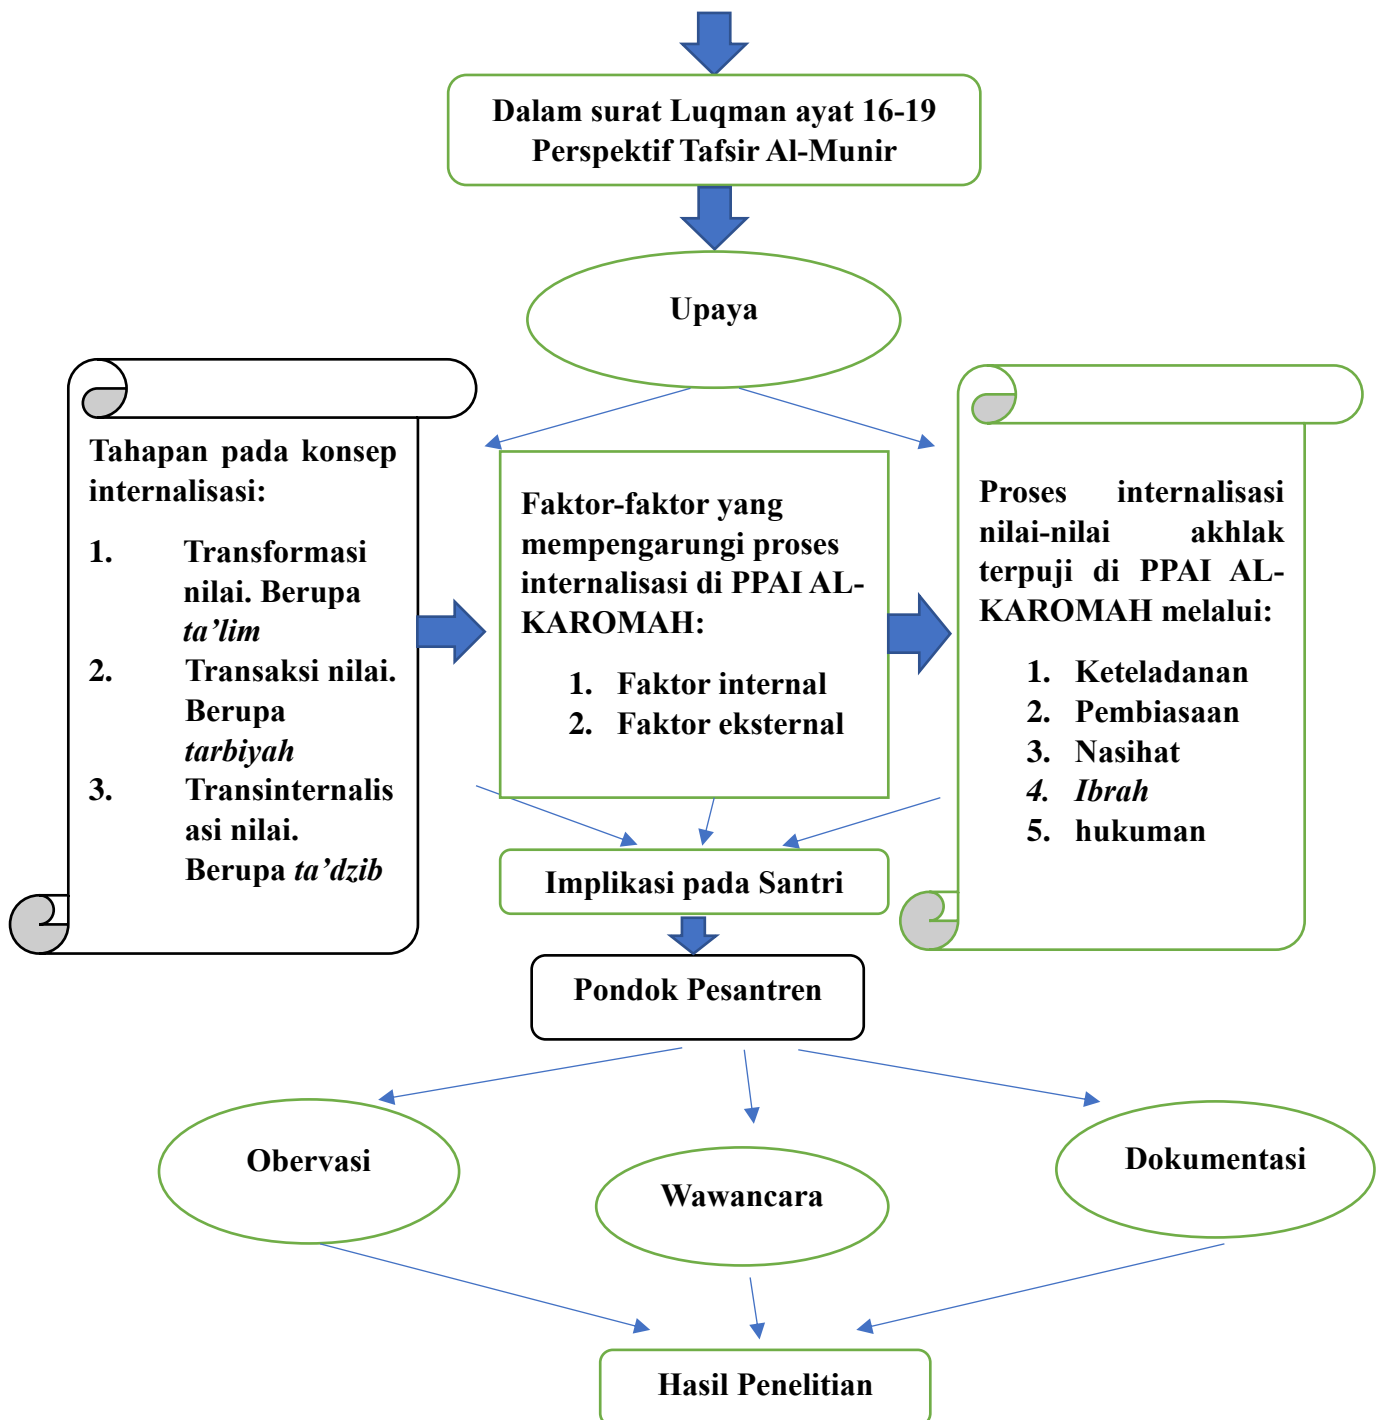 Dalam surat Luqman ayat 16-19
Perspektif Tafsir Al-Munir
Upaya
Tahapan pada konsep
internalisasi:
1. Transformasi
nilai. Berupa
ta’lim
2. Transaksi nilai.
Berupa
tarbiyah
3. Transinternalis
asi nilai.
Berupa ta’dzib
Faktor-faktor yang
mempengarungi proses
internalisasi di PPAI AL-
KAROMAH:
1. Faktor internal
2. Faktor eksternal
Proses internalisasi
nilai-nilai akhlak
terpuji di PPAI AL-
KAROMAH melalui:
1. Keteladanan
2. Pembiasaan
3. Nasihat
4. Ibrah
5. hukuman
Implikasi pada Santri
Pondok Pesantren
Obervasi
Wawancara
Dokumentasi
Hasil Penelitian